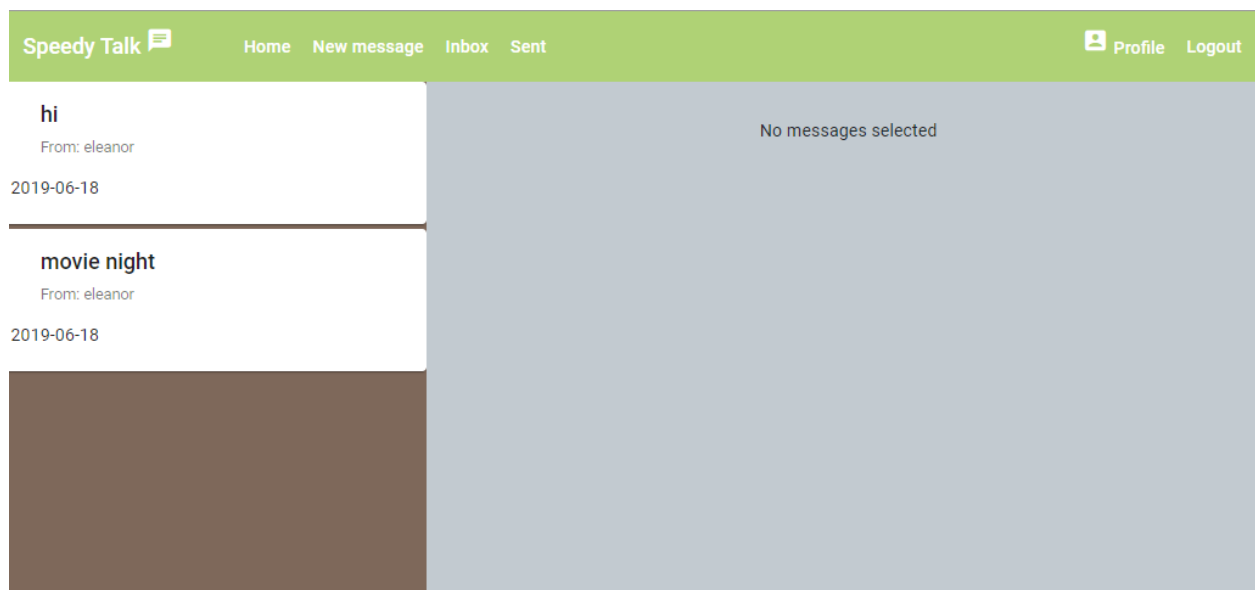 Speedy Talk Home New message Inbox Sent Profile Logout
hi
From: eleanor
2019-06-18
movie night
From: eleanor
2019-06-18
No messages selected